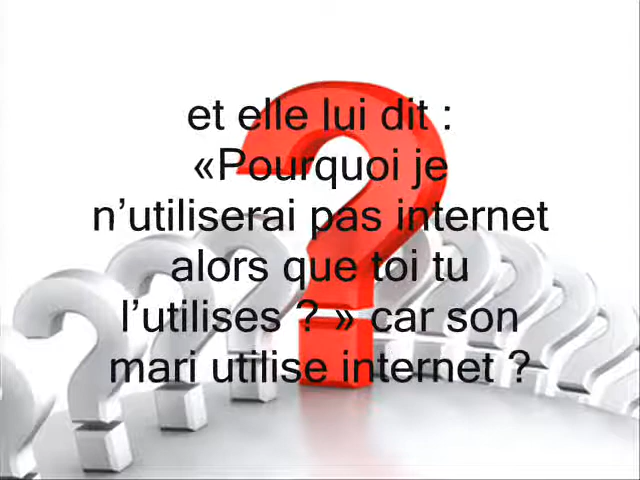 et elle lui dit :
«Pourquoi je
n’utiliserai pas internet
alors que toi tu
l’utilises ? » car son
mari utilise internet ?